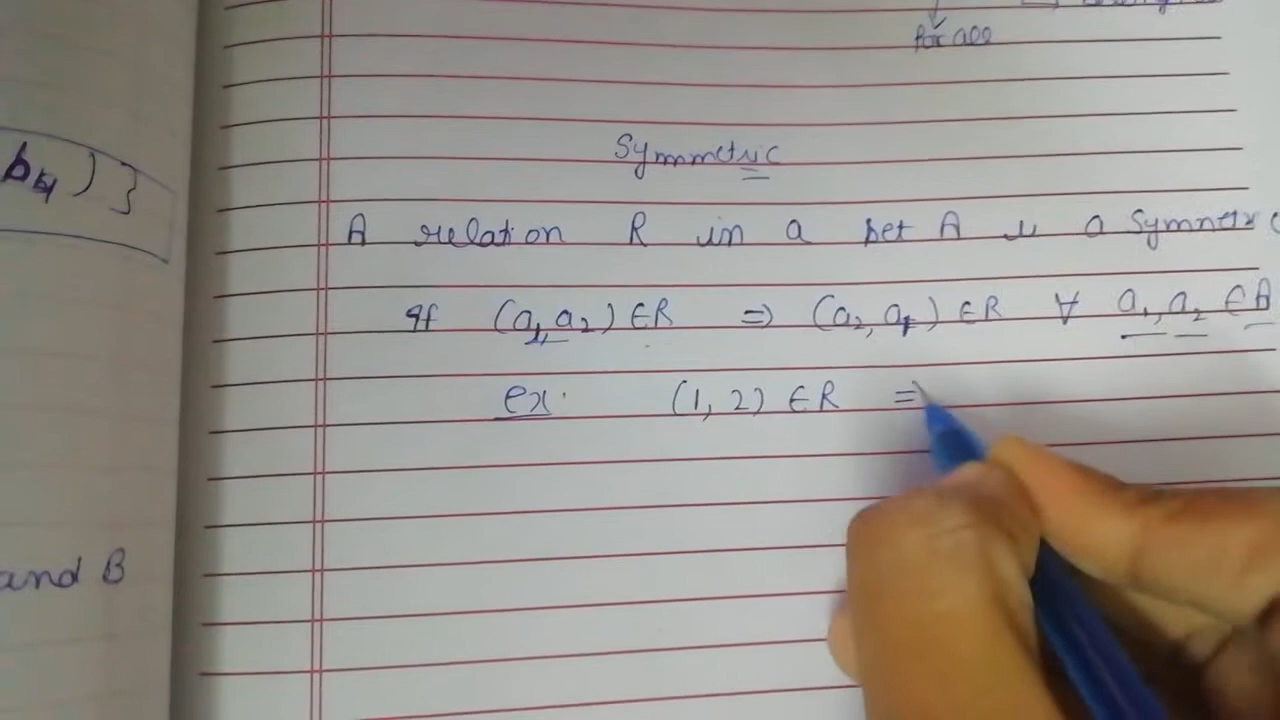 for all
b4 ) }
Symmetric
A relation R in a set A is a Symmetric
If (a1, a2) ∈ R ⇒ (a2, a1) ∈ R ∀ a1, a2 ∈ A
ex. (1, 2) ∈ R ⇒
and B